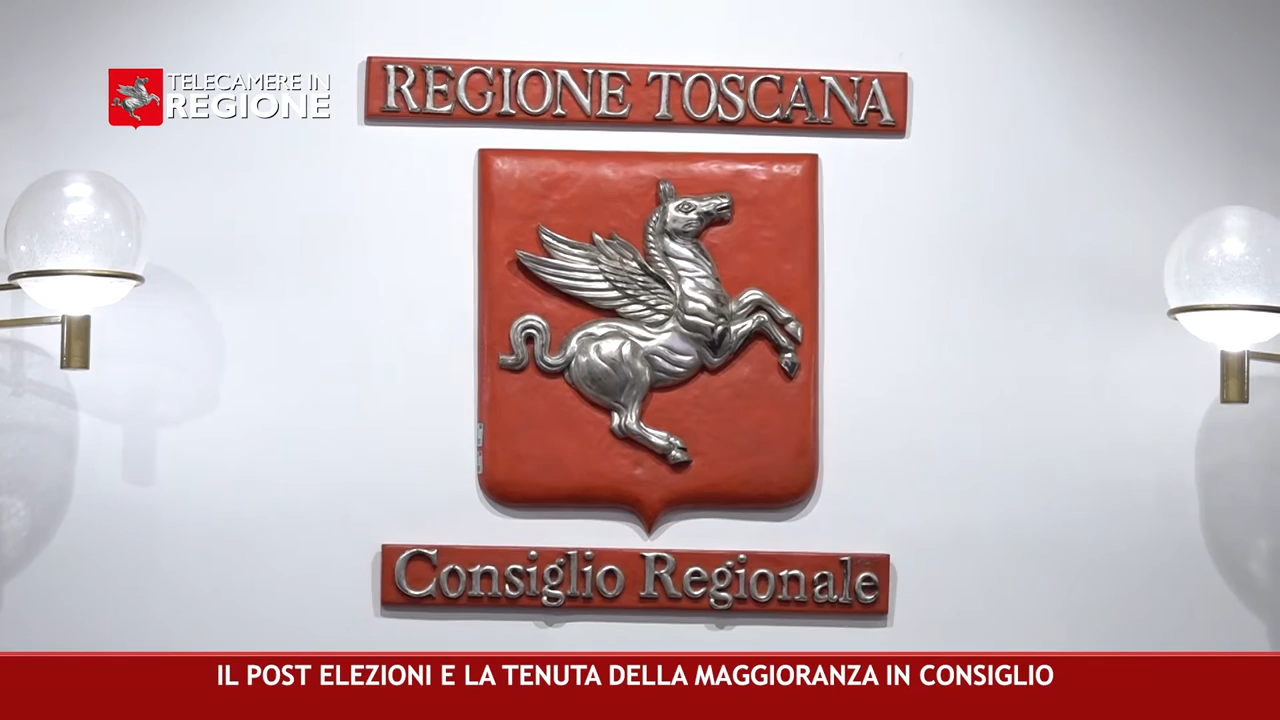 TELECAMERE IN
REGIONE
REGIONE TOSCANA
Consiglio Regionale
IL POST ELEZIONI E LA TENUTA DELLA MAGGIORANZA IN CONSIGLIO